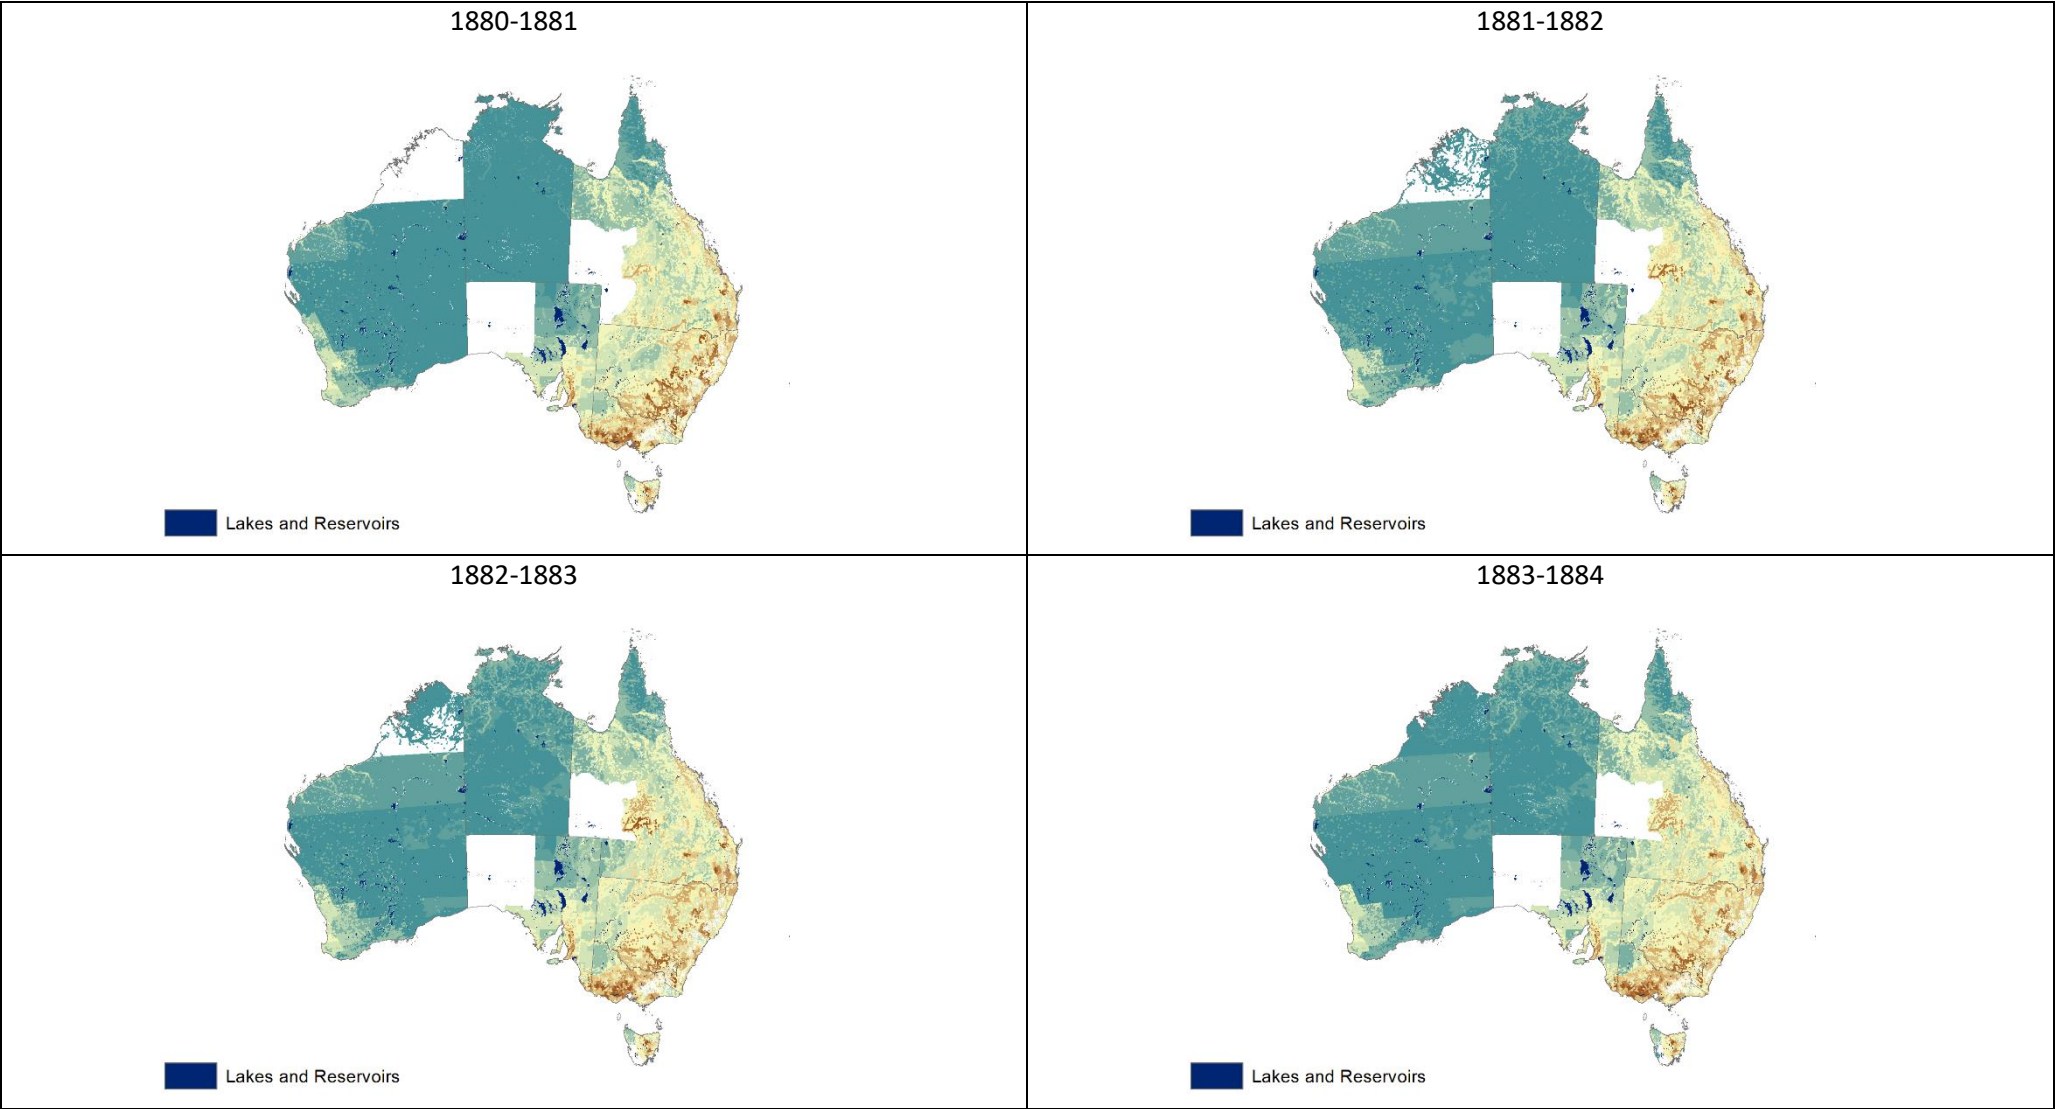 1880-1881
1881-1882
Lakes and Reservoirs
Lakes and Reservoirs
1882-1883
1883-1884
Lakes and Reservoirs
Lakes and Reservoirs